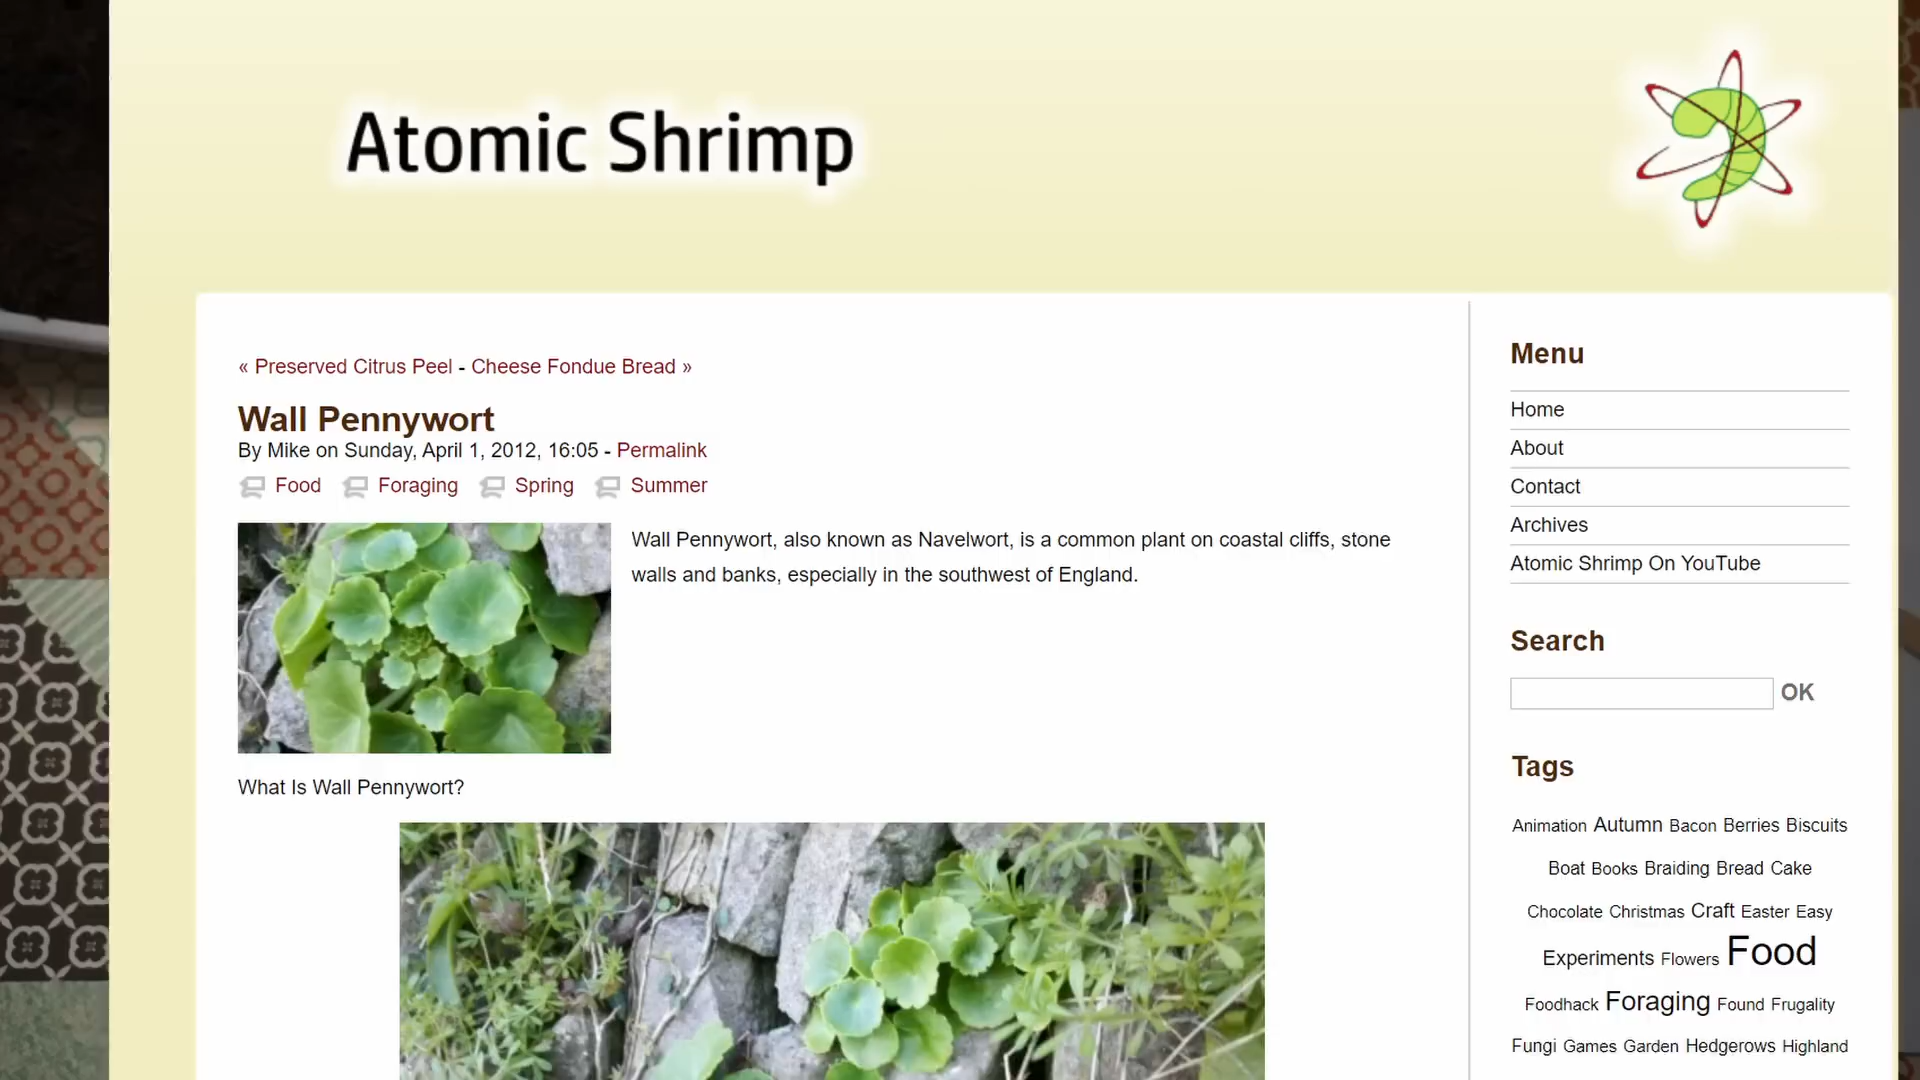 Atomic Shrimp
« Preserved Citrus Peel - Cheese Fondue Bread »
Wall Pennywort
By Mike on Sunday, April 1, 2012, 16:05 - Permalink
Food Foraging Spring Summer
Wall Pennywort, also known as Navelwort, is a common plant on coastal cliffs, stone
walls and banks, especially in the southwest of England.
What Is Wall Pennywort?
Menu
Home
About
Contact
Archives
Atomic Shrimp On YouTube
Search
OK
Tags
Animation Autumn Bacon Berries Biscuits
Boat Books Braiding Bread Cake
Chocolate Christmas Craft Easter Easy
Experiments Flowers Food
Foodhack Foraging Found Frugality
Fungi Games Garden Hedgerows Highland